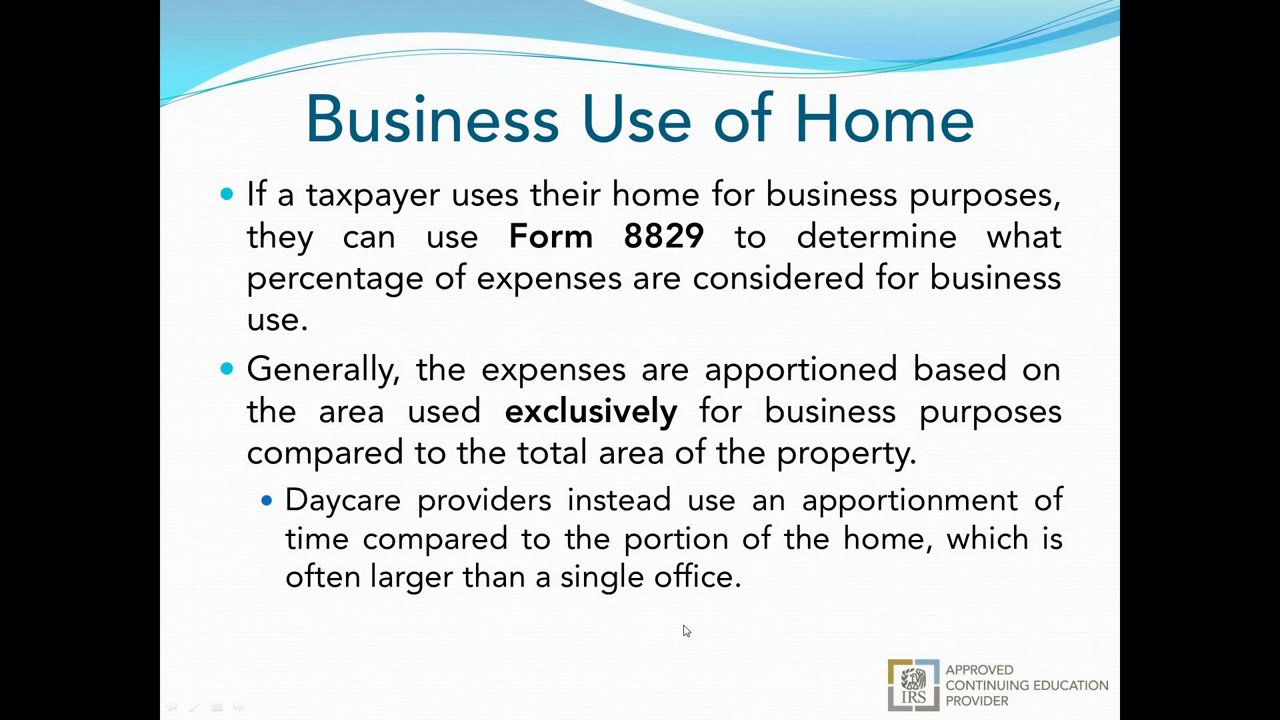 Business Use of Home
• If a taxpayer uses their home for business purposes,
they can use Form 8829 to determine what
percentage of expenses are considered for business
use.
• Generally, the expenses are apportioned based on
the area used exclusively for business purposes
compared to the total area of the property.
• Daycare providers instead use an apportionment of
time compared to the portion of the home, which is
often larger than a single office.
IRS
APPROVED
CONTINUING EDUCATION
PROVIDER